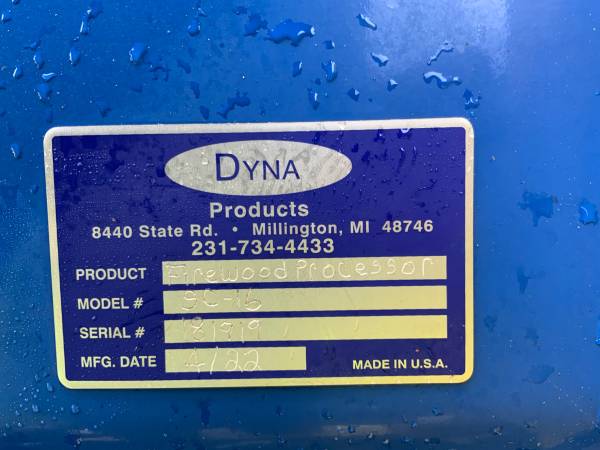 DYNA
Products
8440 State Rd. • Millington, MI 48746
231-734-4433
PRODUCT Firewood Processor
MODEL # SC-16
SERIAL # 181919
MFG. DATE 4/22 MADE IN U.S.A.